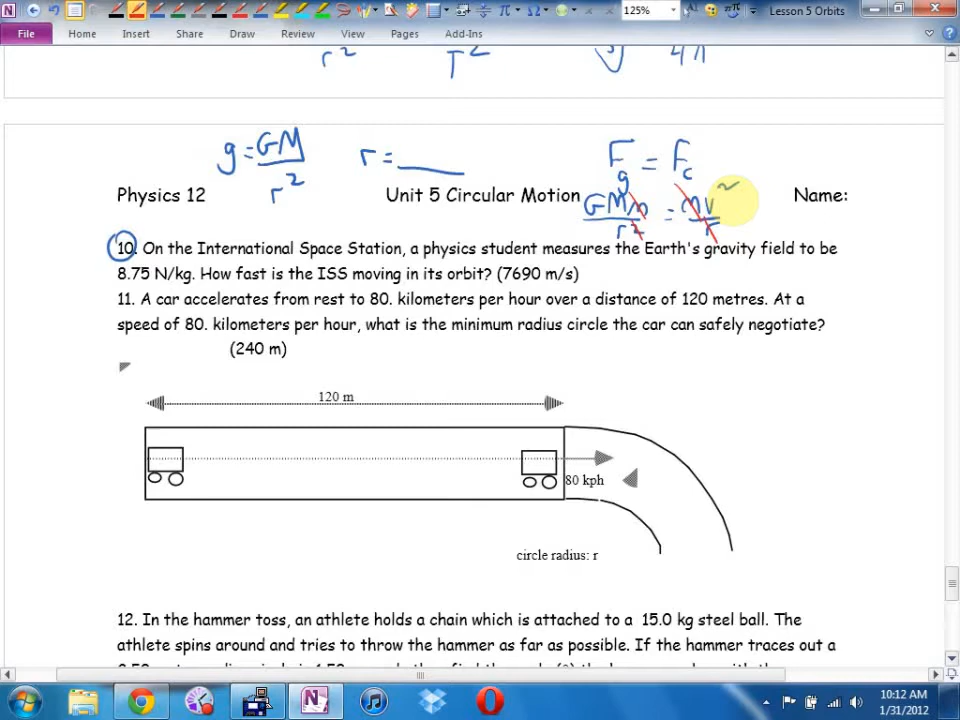 125%
Lesson 5 Orbits
File Home Insert Share Draw Review View Pages Add-Ins
r² T² 4π
g = GM/r² r = ____ Fg = Fc
Physics 12 Unit 5 Circular Motion Name:
GMm/r² = mv²/r
10. On the International Space Station, a physics student measures the Earth's gravity field to be
8.75 N/kg. How fast is the ISS moving in its orbit? (7690 m/s)
11. A car accelerates from rest to 80. kilometers per hour over a distance of 120 metres. At a
speed of 80. kilometers per hour, what is the minimum radius circle the car can safely negotiate?
(240 m)
120 m
80 kph
circle radius: r
12. In the hammer toss, an athlete holds a chain which is attached to a 15.0 kg steel ball. The
athlete spins around and tries to throw the hammer as far as possible. If the hammer traces out a
10:12 AM
1/31/2012